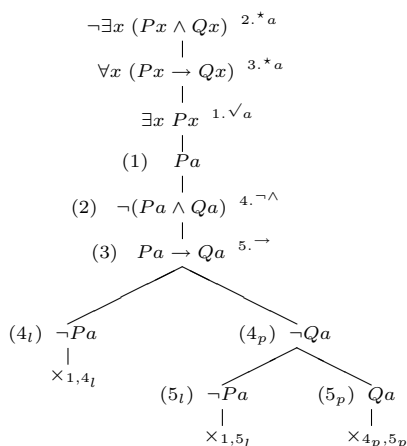 ¬∃x (Px ∧ Qx) 2.⋆a
∀x (Px → Qx) 3.⋆a
∃x Px 1.√a
(1) Pa
(2) ¬(Pa ∧ Qa) 4.¬∧
(3) Pa → Qa 5.→
(4l) ¬Pa (4p) ¬Qa
×1,4l
(5l) ¬Pa (5p) Qa
×1,5l ×4p,5p